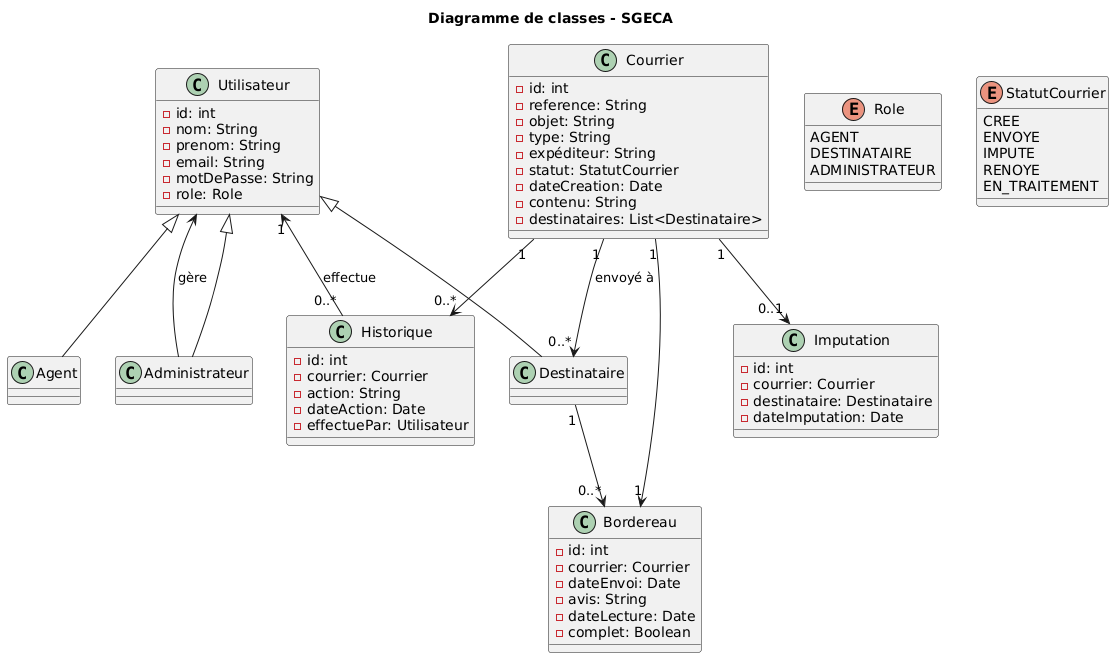 Diagramme de classes - SGECA
C Utilisateur
id: int
nom: String
prenom: String
email: String
motDePasse: String
role: Role
C Courrier
id: int
reference: String
objet: String
type: String
expéditeur: String
statut: StatutCourrier
dateCreation: Date
contenu: String
destinataires: List<Destinataire>
E Role
AGENT
DESTINATAIRE
ADMINISTRATEUR
E StatutCourrier
CREE
ENVOYE
IMPUTE
RENOYE
EN_TRAITEMENT
1
1
1
1
1
gère
effectue
envoyé à
0..*
0..*
0..*
0..1
C Agent
C Administrateur
C Historique
id: int
courrier: Courrier
action: String
dateAction: Date
effectuePar: Utilisateur
C Destinataire
C Imputation
id: int
courrier: Courrier
destinataire: Destinataire
dateImputation: Date
1
0..*
1
C Bordereau
id: int
courrier: Courrier
dateEnvoi: Date
avis: String
dateLecture: Date
complet: Boolean